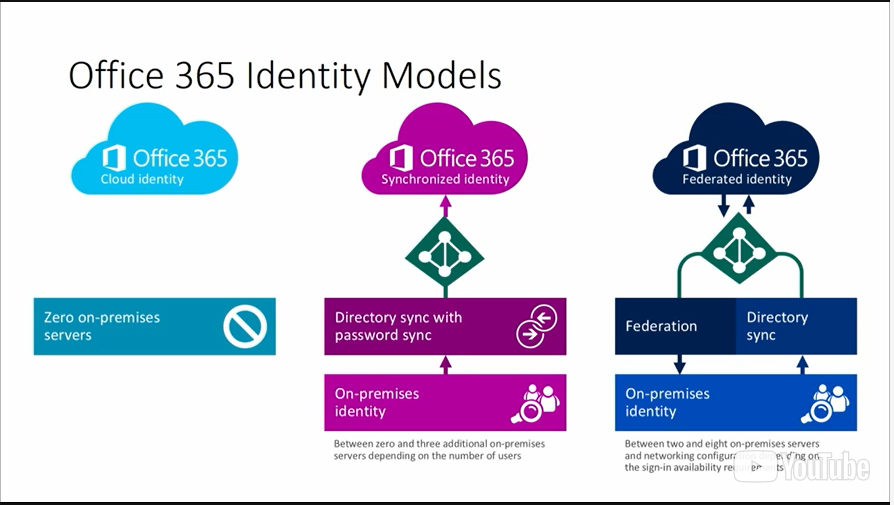 Office 365 Identity Models
Office 365
Cloud identity
Zero on-premises
servers
Office 365
Synchronized identity
Directory sync with
password sync
On-premises
identity
Between zero and three additional on-premises
servers depending on the number of users
Office 365
Federated identity
Federation
Directory
sync
On-premises
identity
Between two and eight on-premises servers
and networking configuration depending on
the sign-in availability requirements
YouTube